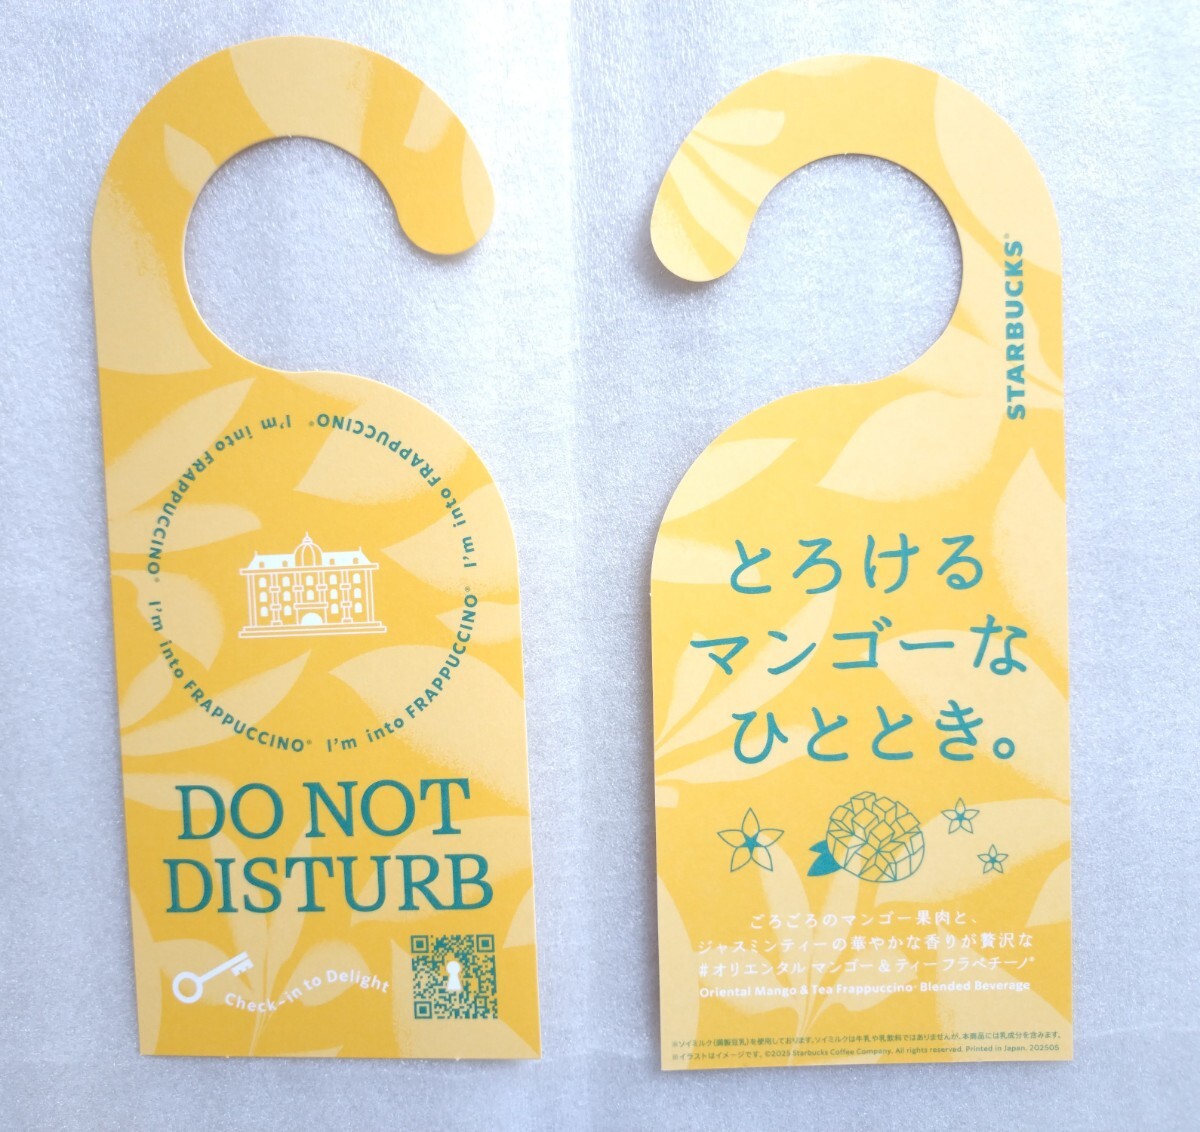 I'm into FRAPPUCCINO® I'm into FRAPPUCCINO® I'm into FRAPPUCCINO® I'm into FRAPPUCCINO®
DO NOT
DISTURB
Check-in to Delight
STARBUCKS®
とろける
マンゴーな
ひととき。
ごろごろのマンゴー果肉と、
ジャスミンティーの華やかな香りが贅沢な
#オリエンタル マンゴー&ティー フラペチーノ®
Oriental Mango & Tea Frappuccino® Blended Beverage
※ソイミルク(調製豆乳)を使用しております。ソイミルクは牛乳や乳飲料ではありませんが、本商品には乳成分を含みます。
※イラストはイメージです。©2025 Starbucks Coffee Company. All rights reserved. Printed in Japan. 202506